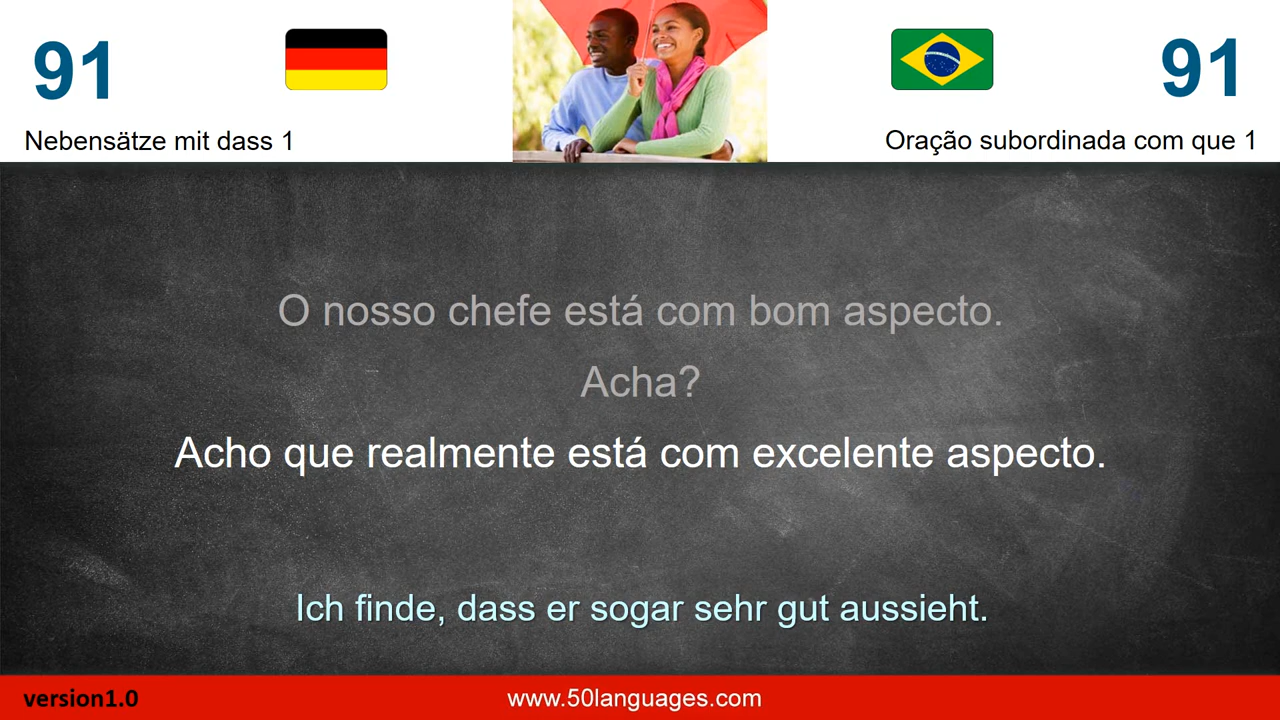 91
91
Nebensätze mit dass 1
Oração subordinada com que 1
O nosso chefe está com bom aspecto.
Acha?
Acho que realmente está com excelente aspecto.
Ich finde, dass er sogar sehr gut aussieht.
version1.0
www.50languages.com